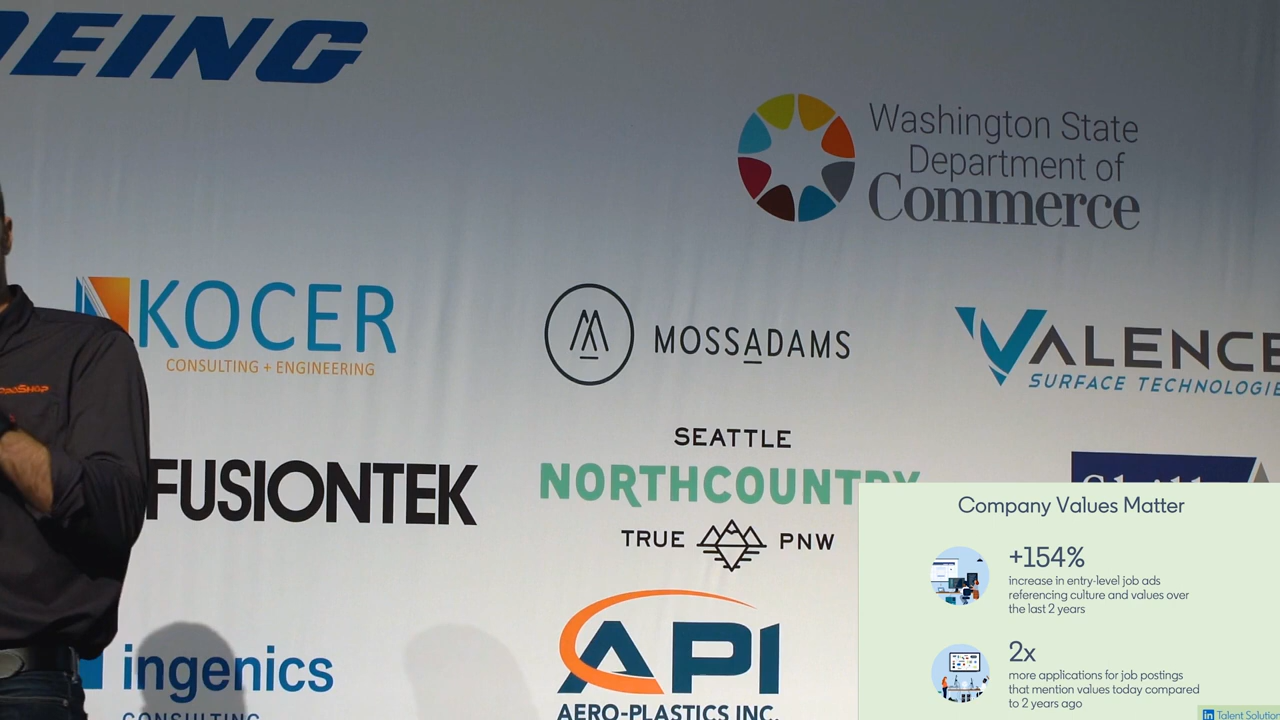 EING
Washington State
Department of
Commerce
KOCER
CONSULTING + ENGINEERING
MOSSADAMS
VALENCE
SURFACE TECHNOLOGIE
FUSIONTEK
SEATTLE
NORTHCOUNTRY
TRUE PNW
ingenics
CONSULTING
API
AERO-PLASTICS INC.
Company Values Matter
+154%
increase in entry-level job ads
referencing culture and values over
the last 2 years
2x
more applications for job postings
that mention values today compared
to 2 years ago
in Talent Solution